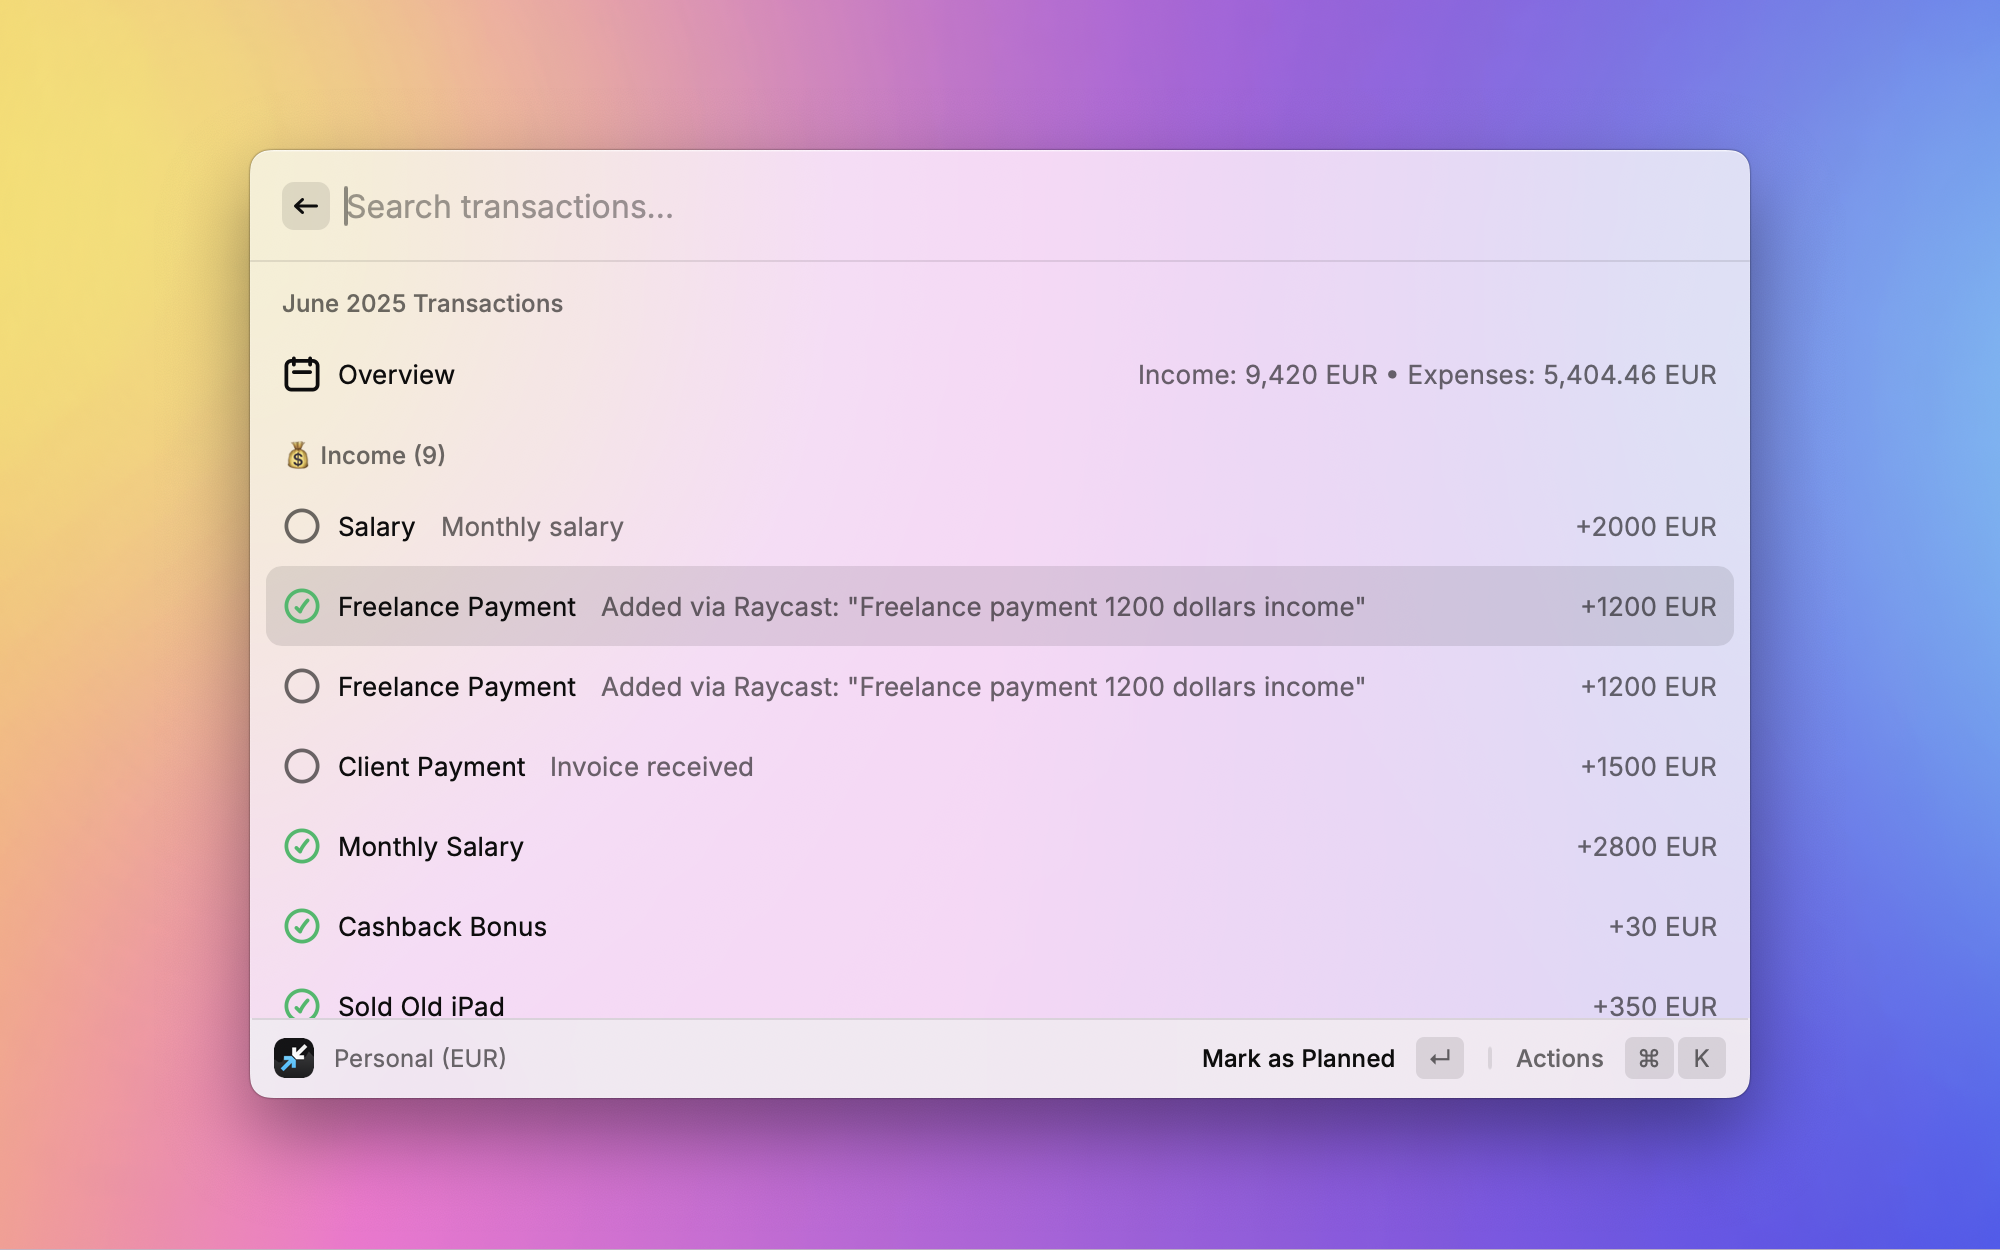 Search transactions...
June 2025 Transactions
Overview Income: 9,420 EUR • Expenses: 5,404.46 EUR
💰 Income (9)
Salary Monthly salary +2000 EUR
Freelance Payment Added via Raycast: "Freelance payment 1200 dollars income" +1200 EUR
Freelance Payment Added via Raycast: "Freelance payment 1200 dollars income" +1200 EUR
Client Payment Invoice received +1500 EUR
Monthly Salary +2800 EUR
Cashback Bonus +30 EUR
Sold Old iPad +350 EUR
Personal (EUR) Mark as Planned ↵ Actions ⌘ K